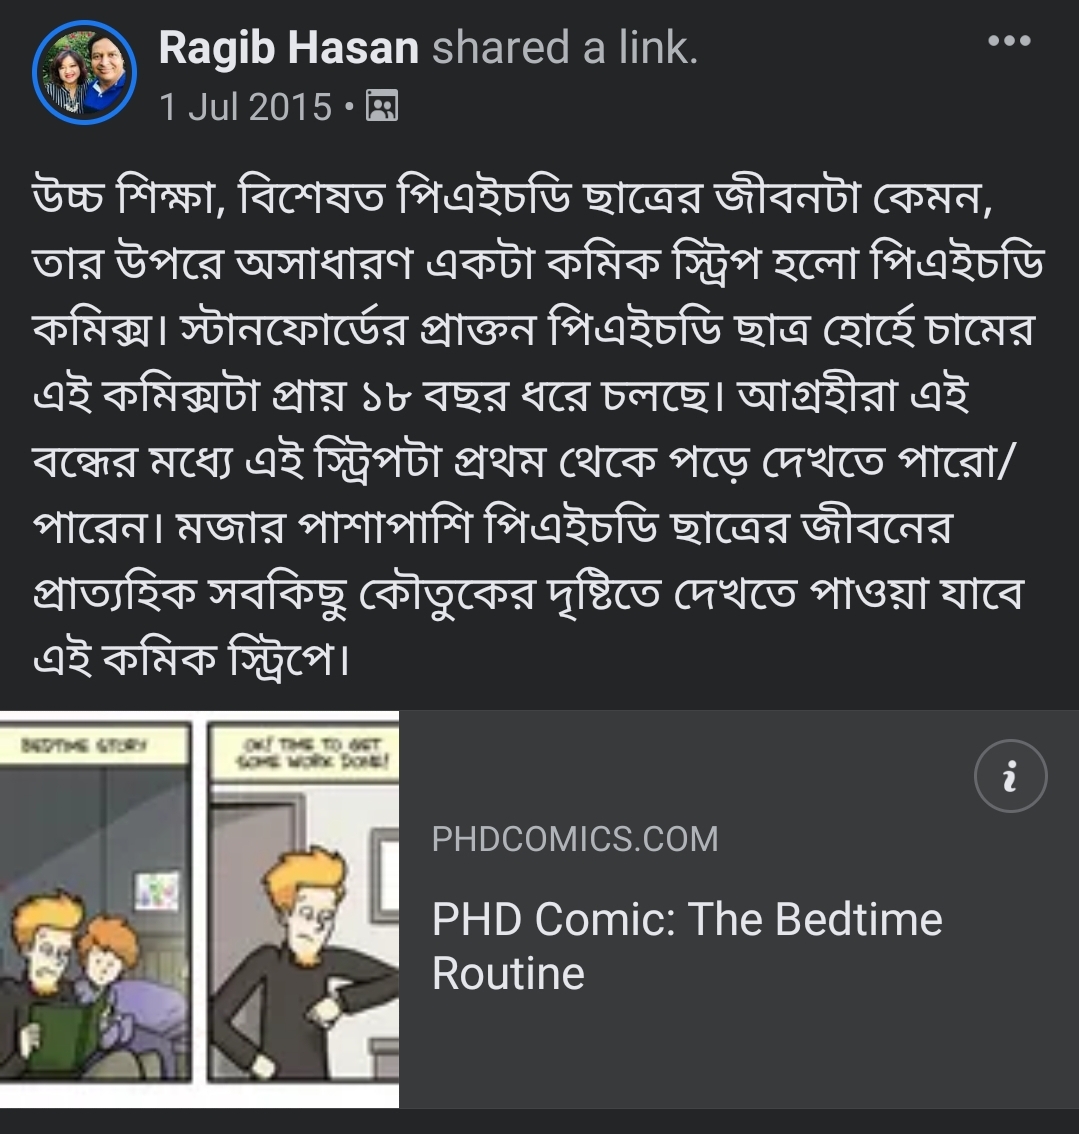 Ragib Hasan shared a link.
1 Jul 2015 •
উচ্চ শিক্ষা, বিশেষত পিএইচডি ছাত্রের জীবনটা কেমন,
তার উপরে অসাধারণ একটা কমিক স্ট্রিপ হলো পিএইচডি
কমিক্স। স্টানফোর্ডের প্রাক্তন পিএইচডি ছাত্র হোর্হে চামের
এই কমিক্সটা প্রায় ১৮ বছর ধরে চলছে। আগ্রহীরা এই
বন্ধের মধ্যে এই স্ট্রিপটা প্রথম থেকে পড়ে দেখতে পারো/
পারেন। মজার পাশাপাশি পিএইচডি ছাত্রের জীবনের
প্রাত্যহিক সবকিছু কৌতুকের দৃষ্টিতে দেখতে পাওয়া যাবে
এই কমিক স্ট্রিপে।
BEDTIME STORY
OK! TIME TO GET
SOME WORK DONE!
PHDCOMICS.COM
PHD Comic: The Bedtime
Routine